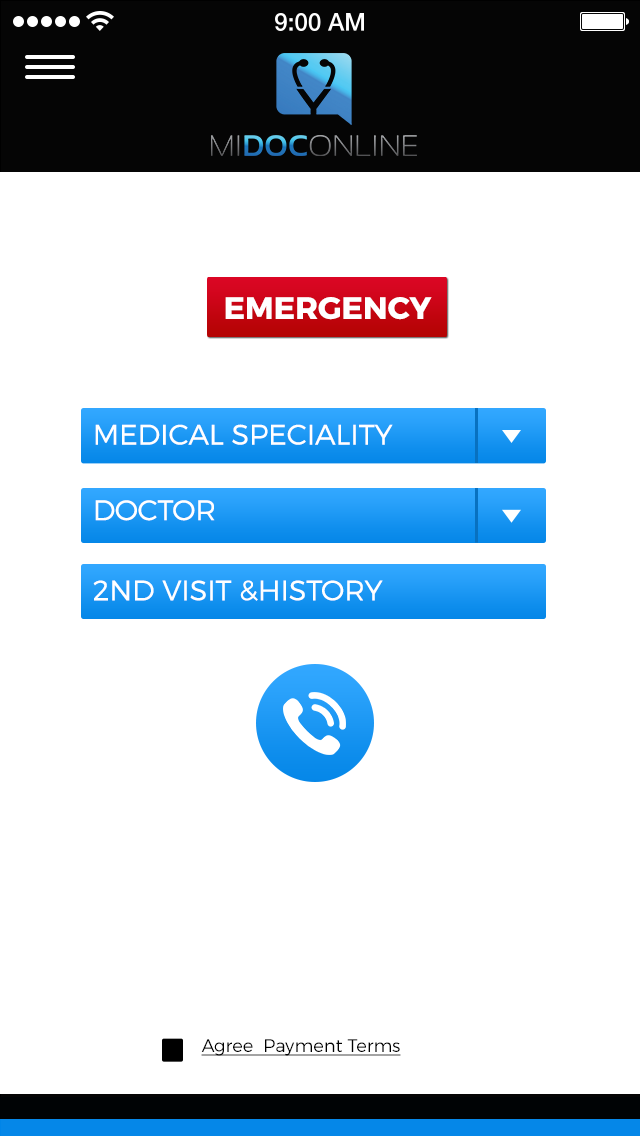 9:00 AM
MIDOCONLINE
EMERGENCY
MEDICAL SPECIALITY
DOCTOR
2ND VISIT &HISTORY
Agree Payment Terms